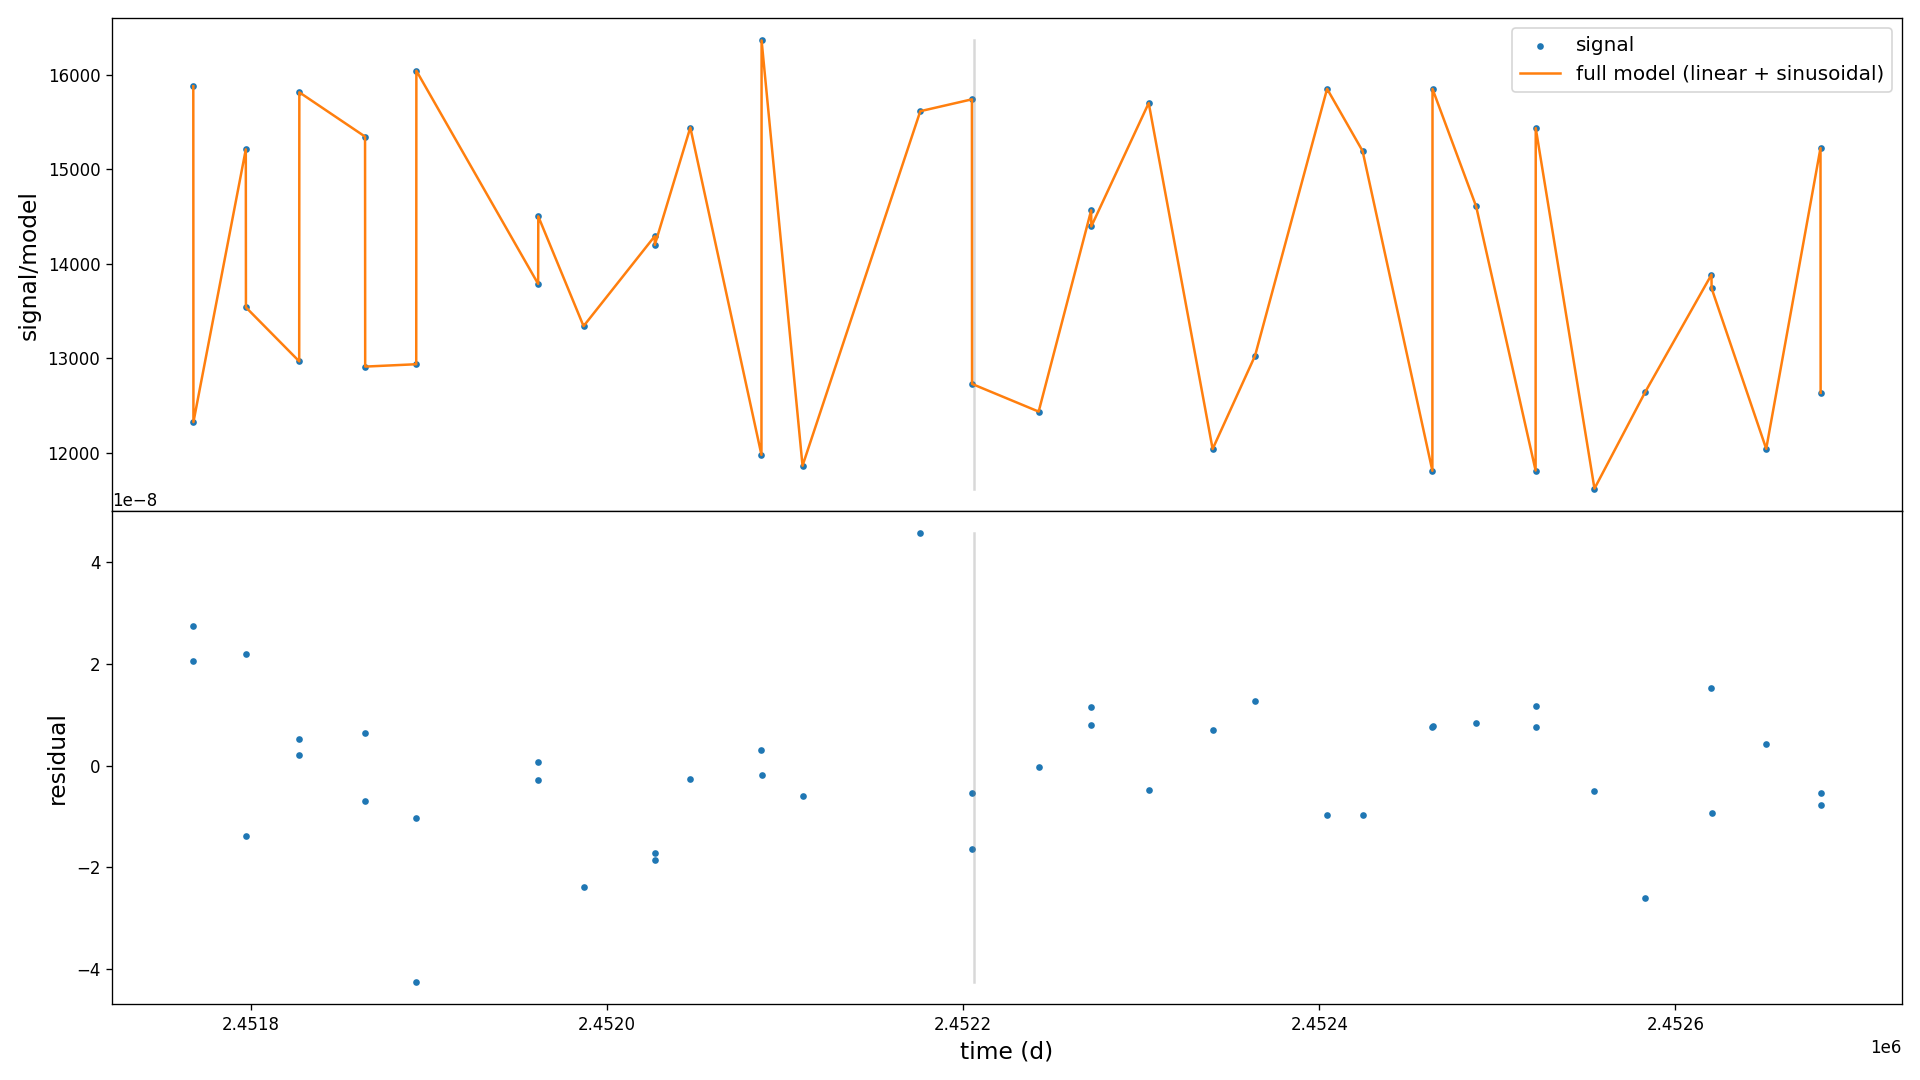 signal
full model (linear + sinusoidal)
16000
15000
14000
13000
12000
signal/model
1e−8
4
2
0
−2
−4
residual
2.4518
2.4520
2.4522
2.4524
2.4526
1e6
time (d)